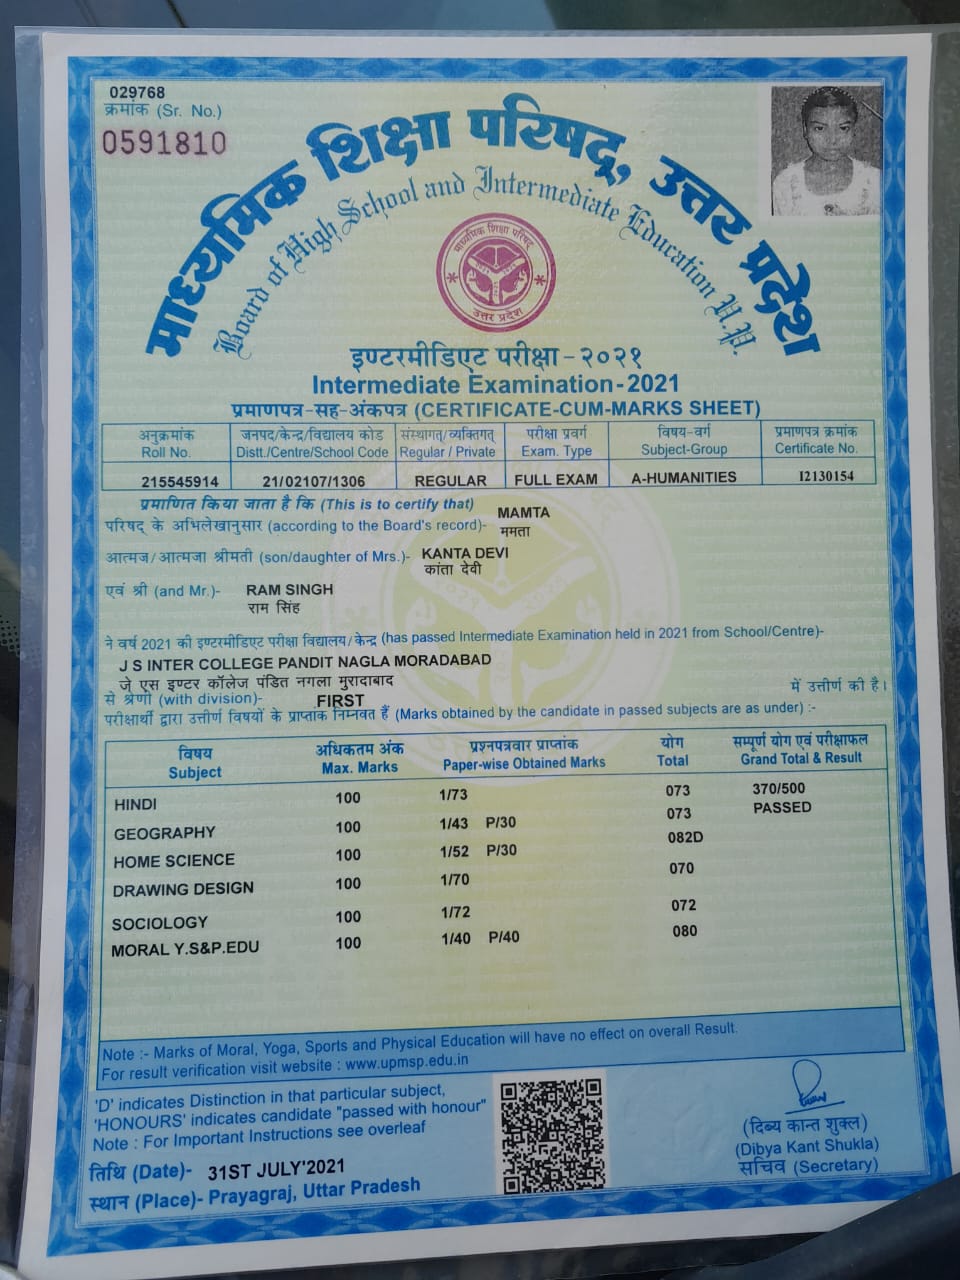 029768
क्रमांक (Sr. No.)
0591810
माध्यमिक शिक्षा परिषद्, उत्तर प्रदेश
Board of High School and Intermediate Education U.P.
माध्यमिक शिक्षा परिषद्
उत्तर प्रदेश
इण्टरमीडिएट परीक्षा - २०२१
Intermediate Examination - 2021
प्रमाणपत्र-सह-अंकपत्र (CERTIFICATE-CUM-MARKS SHEET)
अनुक्रमांक जनपद/केन्द्र/विद्यालय कोड संस्थागत्/व्यक्तिगत् परीक्षा प्रवर्ग विषय-वर्ग प्रमाणपत्र क्रमांक
Roll No. Distt./Centre/School Code Regular / Private Exam. Type Subject-Group Certificate No.
215545914 21/02107/1306 REGULAR FULL EXAM A-HUMANITIES I2130154
प्रमाणित किया जाता है कि (This is to certify that)
परिषद् के अभिलेखानुसार (according to the Board's record)- MAMTA
ममता
आत्मज/आत्मजा श्रीमती (son/daughter of Mrs.)- KANTA DEVI
कांता देवी
एवं श्री (and Mr.)- RAM SINGH
राम सिंह
ने वर्ष 2021 की इण्टरमीडिएट परीक्षा विद्यालय/केन्द्र (has passed Intermediate Examination held in 2021 from School/Centre)-
J S INTER COLLEGE PANDIT NAGLA MORADABAD
जे एस इण्टर कॉलेज पंडित नगला मुरादाबाद
से श्रेणी (with division)- FIRST में उत्तीर्ण की है।
परीक्षार्थी द्वारा उत्तीर्ण विषयों के प्राप्तांक निम्नवत हैं (Marks obtained by the candidate in passed subjects are as under) :-
विषय अधिकतम अंक प्रश्नपत्रवार प्राप्तांक योग सम्पूर्ण योग एवं परीक्षाफल
Subject Max. Marks Paper-wise Obtained Marks Total Grand Total & Result
HINDI 100 1/73 073 370/500
GEOGRAPHY 100 1/43 P/30 073 PASSED
HOME SCIENCE 100 1/52 P/30 082D
DRAWING DESIGN 100 1/70 070
SOCIOLOGY 100 1/72 072
MORAL Y.S&P.EDU 100 1/40 P/40 080
Note :- Marks of Moral, Yoga, Sports and Physical Education will have no effect on overall Result.
For result verification visit website : www.upmsp.edu.in
'D' indicates Distinction in that particular subject,
'HONOURS' indicates candidate "passed with honour"
Note : For Important Instructions see overleaf
तिथि (Date)- 31ST JULY'2021
स्थान (Place)- Prayagraj, Uttar Pradesh
(दिब्य कान्त शुक्ल)
(Dibya Kant Shukla)
सचिव (Secretary)